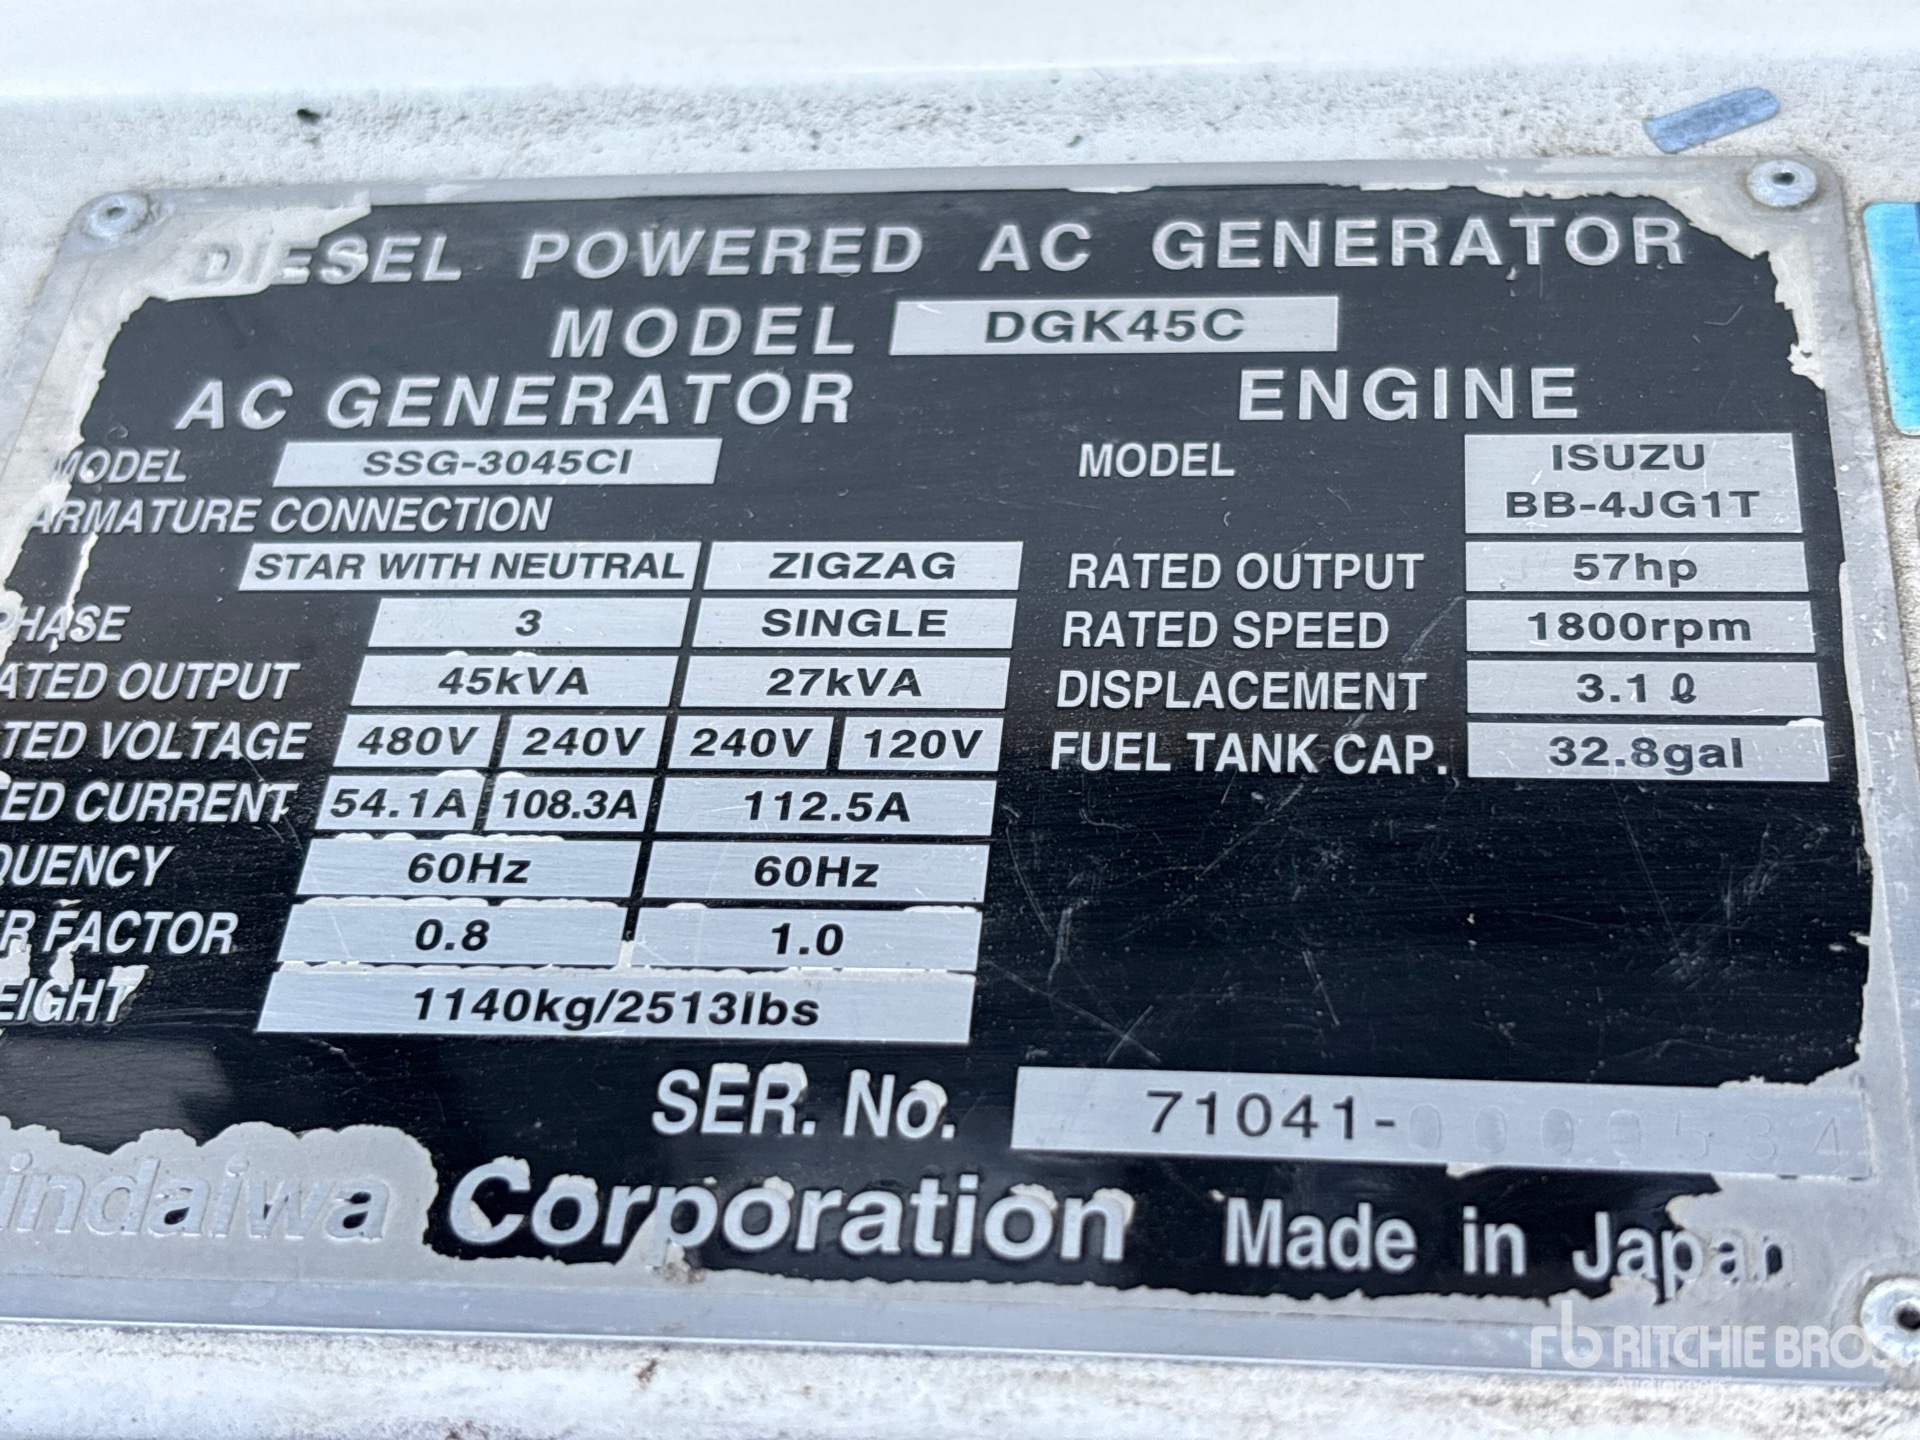 DIESEL POWERED AC GENERATOR
MODEL DGK45C
AC GENERATOR
MODEL SSG-3045CI
ARMATURE CONNECTION
STAR WITH NEUTRAL ZIGZAG
PHASE 3 SINGLE
ATED OUTPUT 45kVA 27kVA
TED VOLTAGE 480V 240V 240V 120V
ED CURRENT 54.1A 108.3A 112.5A
QUENCY 60Hz 60Hz
ER FACTOR 0.8 1.0
EIGHT 1140kg/2513lbs
ENGINE
MODEL ISUZU
BB-4JG1T
RATED OUTPUT 57hp
RATED SPEED 1800rpm
DISPLACEMENT 3.1 ℓ
FUEL TANK CAP. 32.8gal
SER. No. 71041-0000534
indaiwa Corporation Made in Japan
rb RITCHIE BROS
Auctioneers